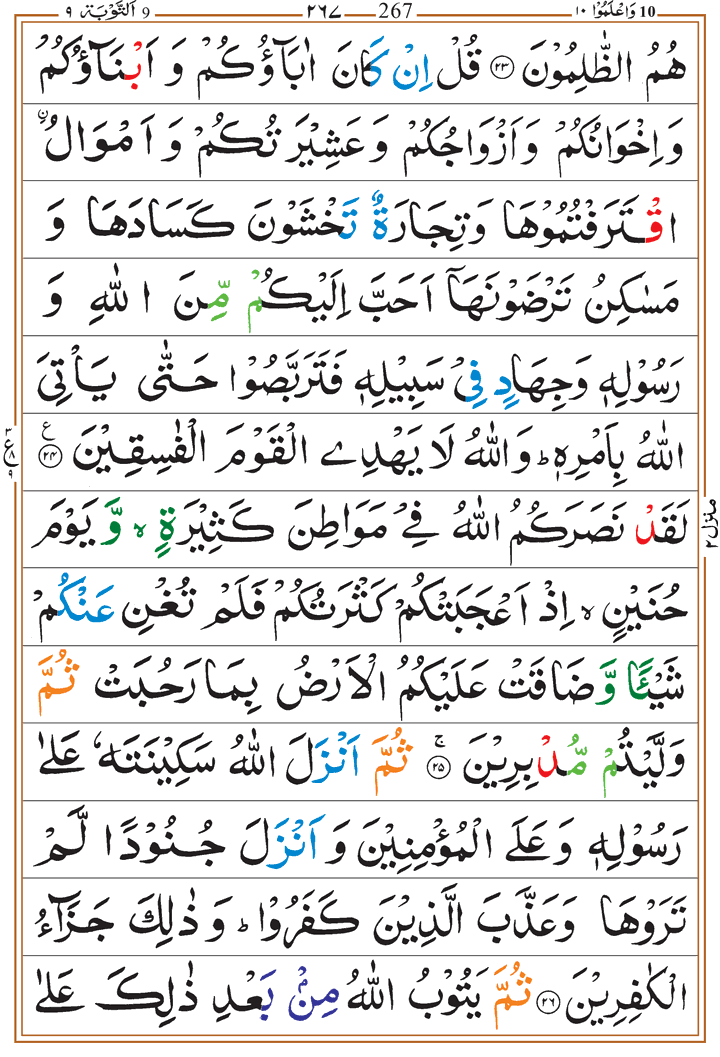 10 وَاعْلَمُوْٓا ١٠ 267 ٢٦٧ 9 اَلتَّوْبَة ٩
هُمُ الظّٰلِمُوْنَ ﴿٢٣﴾ قُلْ اِنْ كَانَ اٰبَآؤُكُمْ وَ اَبْنَآؤُكُمْ
وَ اِخْوَانُكُمْ وَ اَزْوَاجُكُمْ وَ عَشِيْرَتُكُمْ وَ اَمْوَالُ ۨ
اقْتَرَفْتُمُوْهَا وَ تِجَارَةٌ تَخْشَوْنَ كَسَادَهَا وَ
مَسٰكِنُ تَرْضَوْنَهَآ اَحَبَّ اِلَيْكُمْ مِّنَ اللّٰهِ وَ
رَسُوْلِهٖ وَ جِهَادٍ فِيْ سَبِيْلِهٖ فَتَرَبَّصُوْا حَتّٰى يَاْتِيَ
اللّٰهُ بِاَمْرِهٖ ؕ وَ اللّٰهُ لَا يَهْدِے الْقَوْمَ الْفٰسِقِيْنَ ﴿٢٤﴾ ع
٣ ع ٨ ٩
لَقَدْ نَصَرَكُمُ اللّٰهُ فِيْ مَوَاطِنَ كَثِيْرَةٍ ۙ وَّ يَوْمَ
منزل ٢
حُنَيْنٍ ۙ اِذْ اَعْجَبَتْكُمْ كَثْرَتُكُمْ فَلَمْ تُغْنِ عَنْكُمْ
شَيْـًٔا وَّ ضَاقَتْ عَلَيْكُمُ الْاَرْضُ بِمَا رَحُبَتْ ثُمَّ
وَلَّيْتُمْ مُّدْبِرِيْنَ ﴿٢٥﴾ ۚ ثُمَّ اَنْزَلَ اللّٰهُ سَكِيْنَتَهٗ عَلٰى
رَسُوْلِهٖ وَ عَلَى الْمُؤْمِنِيْنَ وَ اَنْزَلَ جُنُوْدًا لَّمْ
تَرَوْهَا وَ عَذَّبَ الَّذِيْنَ كَفَرُوْا ؕ وَ ذٰلِكَ جَزَآءُ
الْكٰفِرِيْنَ ﴿٢٦﴾ ثُمَّ يَتُوْبُ اللّٰهُ مِنْۢ بَعْدِ ذٰلِكَ عَلٰى